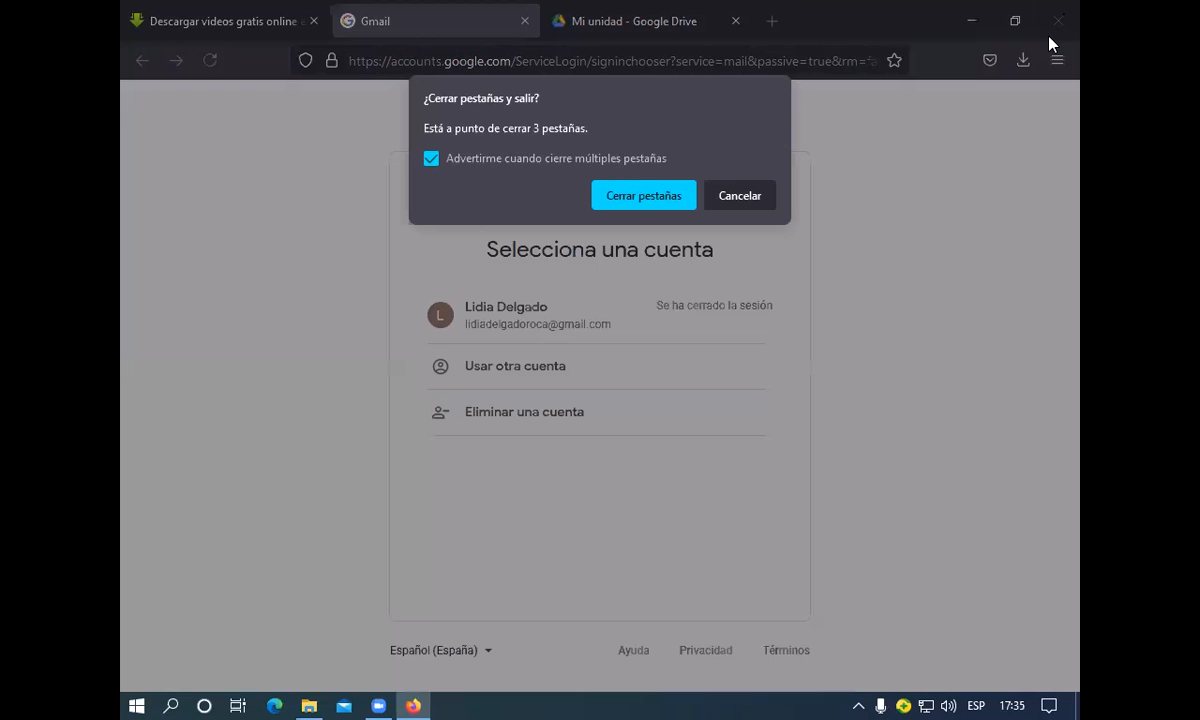 Descargar videos gratis online
Gmail
Mi unidad - Google Drive
https://accounts.google.com/ServiceLogin/signinchooser?service=mail&passive=true&rm=
¿Cerrar pestañas y salir?
Está a punto de cerrar 3 pestañas.
Advertirme cuando cierre múltiples pestañas
Cerrar pestañas
Cancelar
Selecciona una cuenta
L
Lidia Delgado
Se ha cerrado la sesión
lidiadelgadoroca@gmail.com
Usar otra cuenta
Eliminar una cuenta
Español (España)
Ayuda
Privacidad
Términos
ESP
17:35